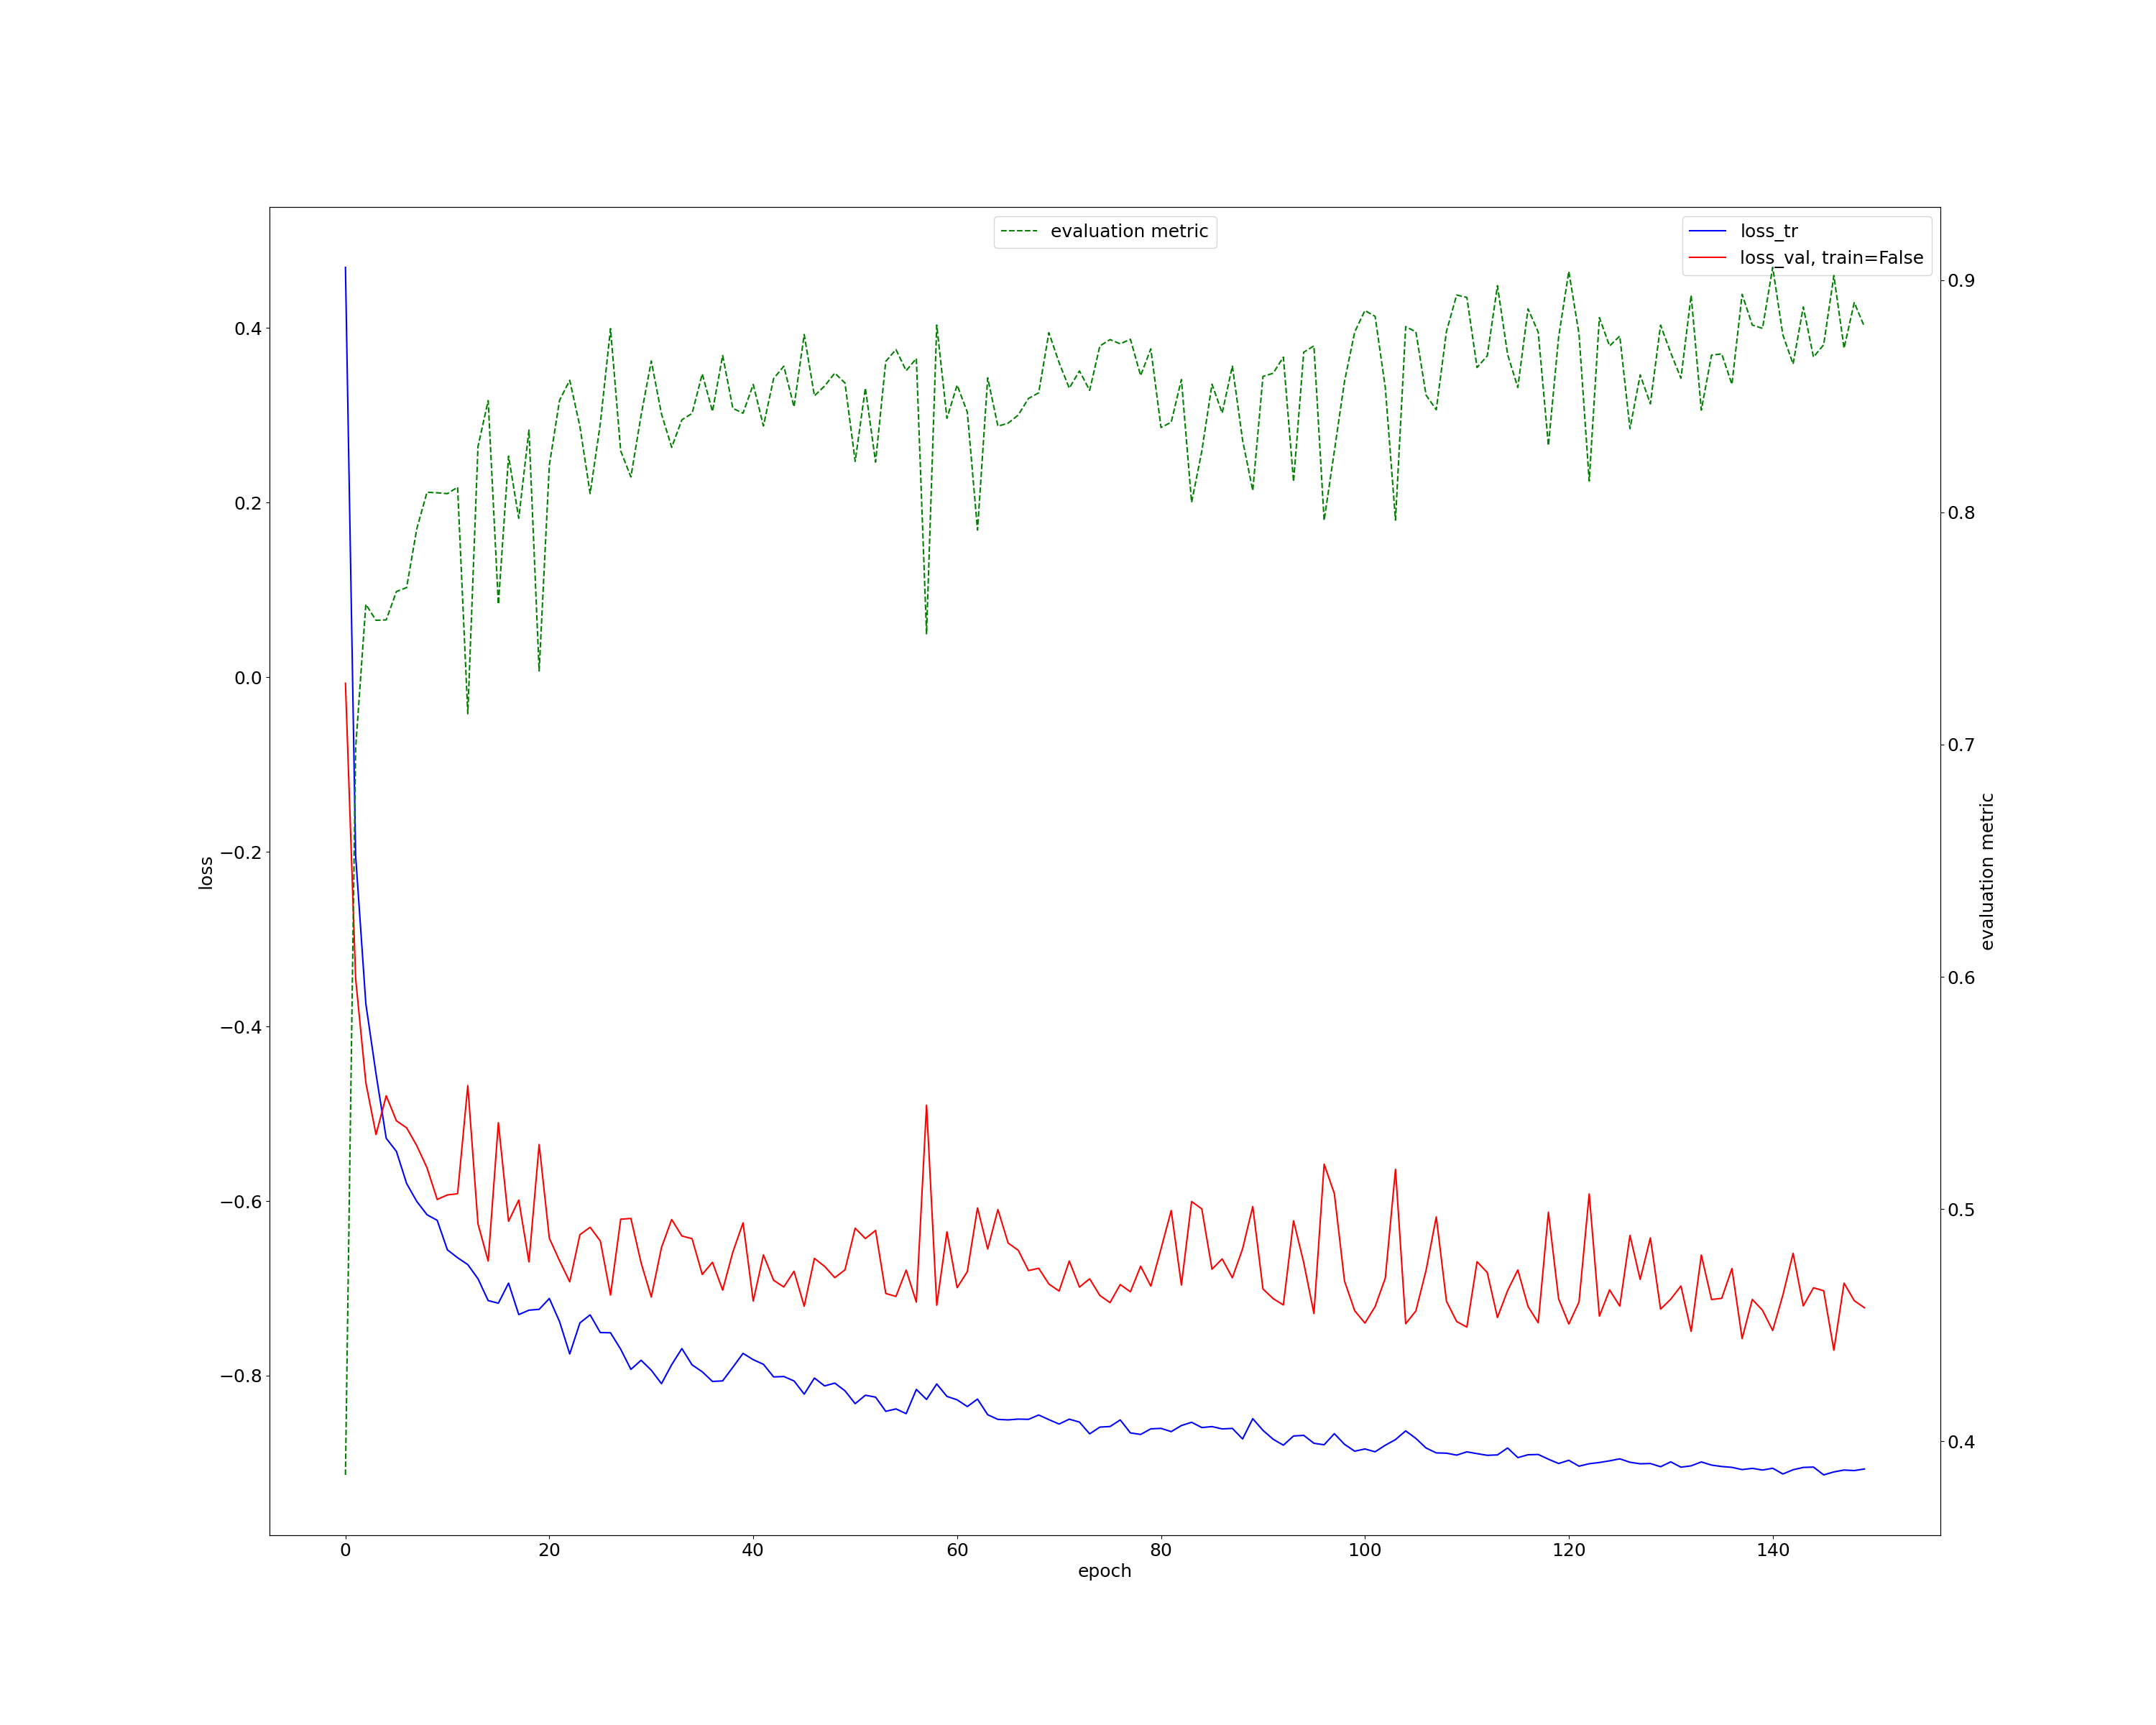 evaluation metric
loss_tr
loss_val, train=False
0.4
0.2
0.0
−0.2
−0.4
−0.6
−0.8
loss
0.9
0.8
0.7
0.6
0.5
0.4
evaluation metric
0 20 40 60 80 100 120 140
epoch